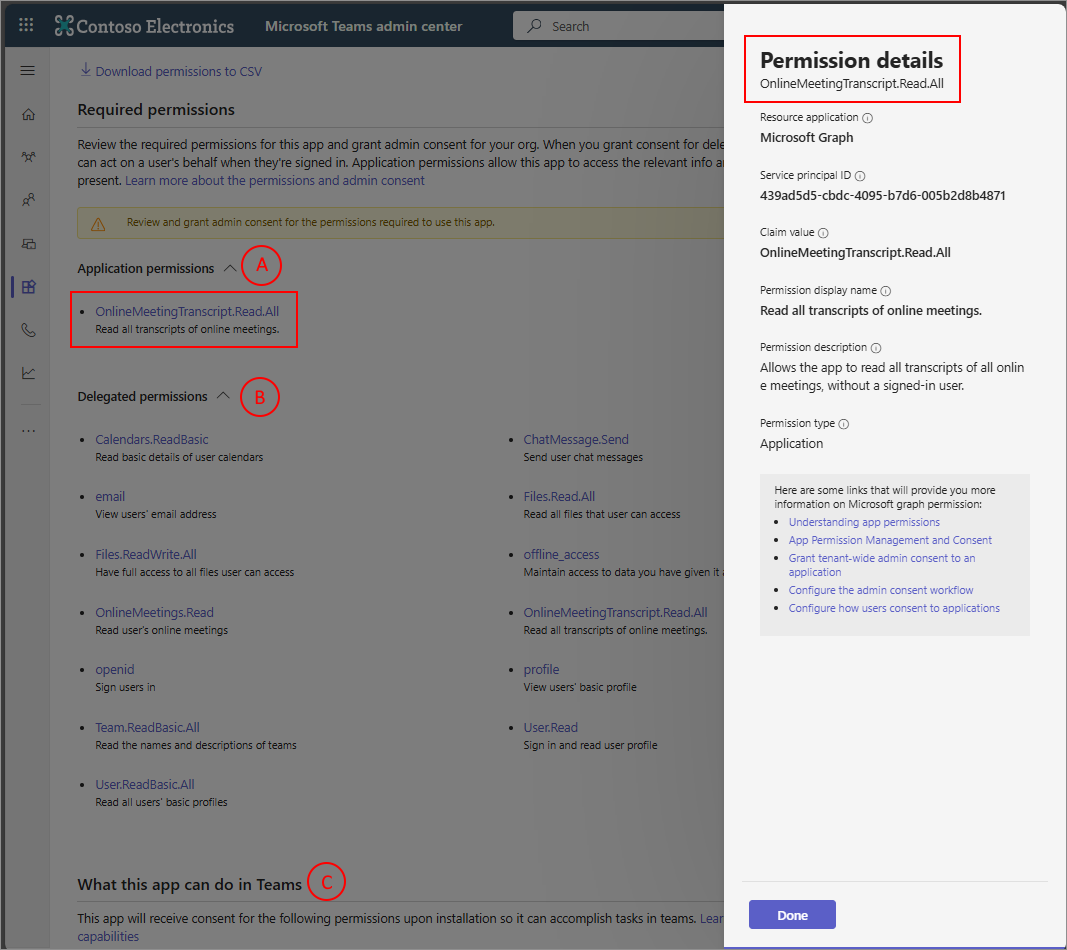 Contoso Electronics
Microsoft Teams admin center
Search
Download permissions to CSV
Required permissions
Review the required permissions for this app and grant admin consent for your org. When you grant consent for dele
can act on a user's behalf when they're signed in. Application permissions allow this app to access the relevant info a
present. Learn more about the permissions and admin consent
Review and grant admin consent for the permissions required to use this app.
Application permissions
A
OnlineMeetingTranscript.Read.All
Read all transcripts of online meetings.
Delegated permissions
B
Calendars.ReadBasic
Read basic details of user calendars
ChatMessage.Send
Send user chat messages
email
View users' email address
Files.Read.All
Read all files that user can access
Files.ReadWrite.All
Have full access to all files user can access
offline_access
Maintain access to data you have given it a
OnlineMeetings.Read
Read user's online meetings
OnlineMeetingTranscript.Read.All
Read all transcripts of online meetings.
openid
Sign users in
profile
View users' basic profile
Team.ReadBasic.All
Read the names and descriptions of teams
User.Read
Sign in and read user profile
User.ReadBasic.All
Read all users' basic profiles
What this app can do in Teams
C
This app will receive consent for the following permissions upon installation so it can accomplish tasks in teams. Lear
capabilities
Permission details
OnlineMeetingTranscript.Read.All
Resource application
Microsoft Graph
Service principal ID
439ad5d5-cbdc-4095-b7d6-005b2d8b4871
Claim value
OnlineMeetingTranscript.Read.All
Permission display name
Read all transcripts of online meetings.
Permission description
Allows the app to read all transcripts of all onlin
e meetings, without a signed-in user.
Permission type
Application
Here are some links that will provide you more
information on Microsoft graph permission:
Understanding app permissions
App Permission Management and Consent
Grant tenant-wide admin consent to an
application
Configure the admin consent workflow
Configure how users consent to applications
Done